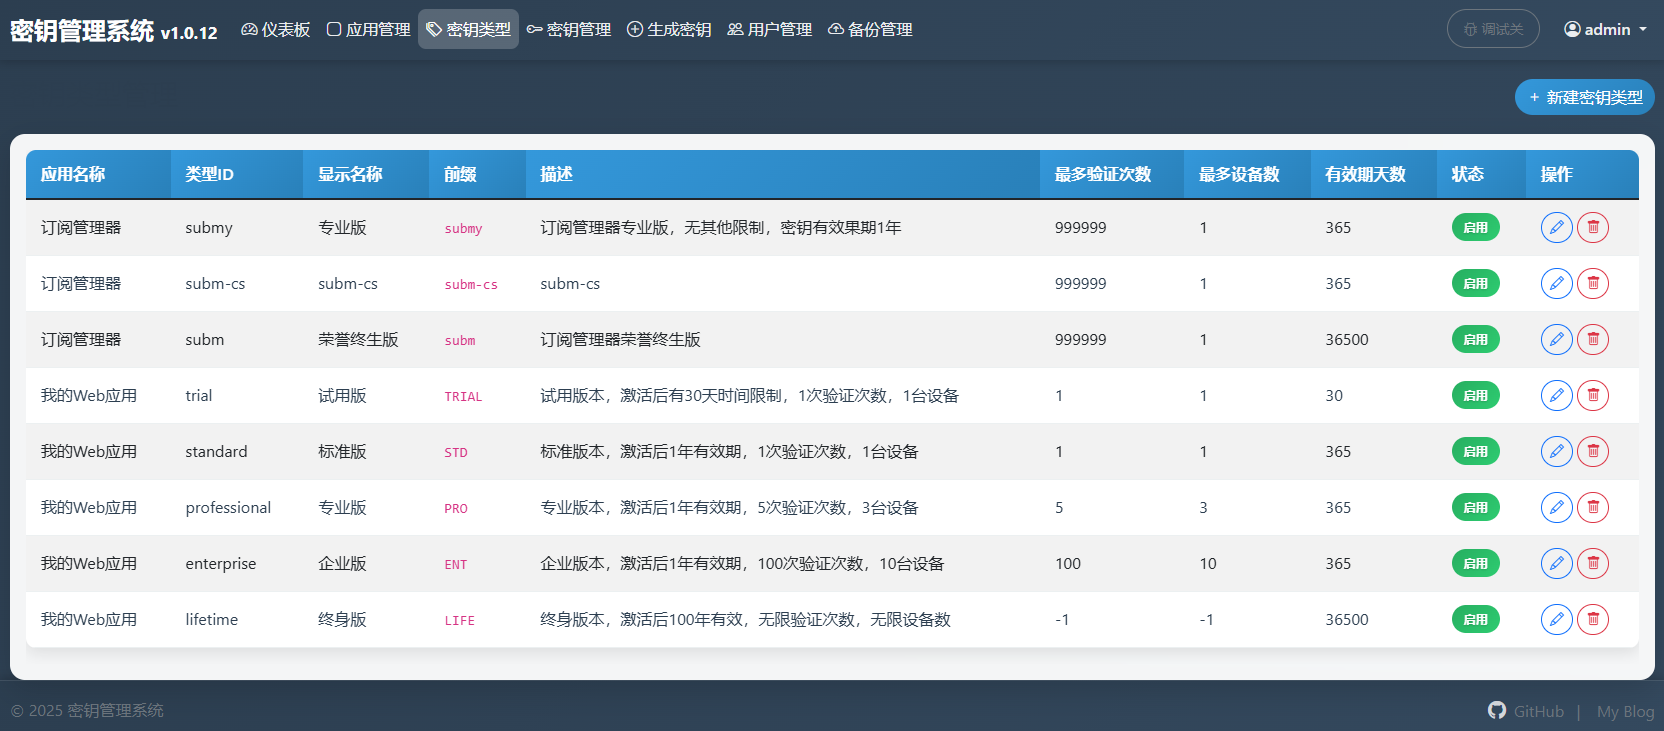 密钥管理系统 v1.0.12 仪表板 应用管理 密钥类型 密钥管理 生成密钥 用户管理 备份管理 调试关 admin
+ 新建密钥类型
应用名称 类型ID 显示名称 前缀 描述 最多验证次数 最多设备数 有效期天数 状态 操作
订阅管理器 submy 专业版 submy 订阅管理器专业版，无其他限制，密钥有效果期1年 999999 1 365 启用
订阅管理器 subm-cs subm-cs subm-cs subm-cs 999999 1 365 启用
订阅管理器 subm 荣誉终生版 subm 订阅管理器荣誉终生版 999999 1 36500 启用
我的Web应用 trial 试用版 TRIAL 试用版本，激活后有30天时间限制，1次验证次数，1台设备 1 1 30 启用
我的Web应用 standard 标准版 STD 标准版本，激活后1年有效期，1次验证次数，1台设备 1 1 365 启用
我的Web应用 professional 专业版 PRO 专业版本，激活后1年有效期，5次验证次数，3台设备 5 3 365 启用
我的Web应用 enterprise 企业版 ENT 企业版本，激活后1年有效期，100次验证次数，10台设备 100 10 365 启用
我的Web应用 lifetime 终身版 LIFE 终身版本，激活后100年有效，无限验证次数，无限设备数 -1 -1 36500 启用
© 2025 密钥管理系统 GitHub | My Blog